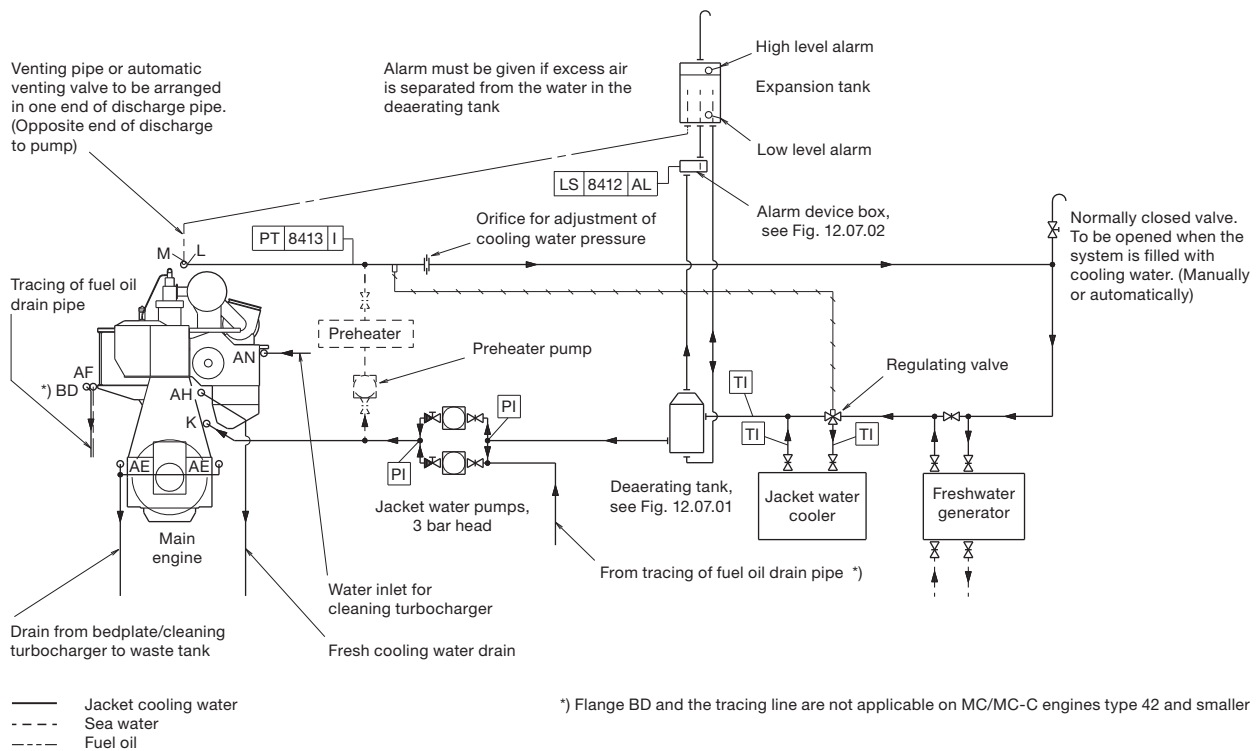 Venting pipe or automatic
venting valve to be arranged
in one end of discharge pipe.
(Opposite end of discharge
to pump)
Alarm must be given if excess air
is separated from the water in the
deaerating tank
High level alarm
Expansion tank
Low level alarm
LS 8412 AL
Alarm device box,
see Fig. 12.07.02
Orifice for adjustment of
cooling water pressure
PT 8413 I
M L
Normally closed valve.
To be opened when the
system is filled with
cooling water. (Manually
or automatically)
Tracing of fuel oil
drain pipe
Preheater
Preheater pump
AN
AF
*) BD
AH
K
AE AE
Regulating valve
TI
TI
TI
PI
PI
Jacket water pumps,
3 bar head
Deaerating tank,
see Fig. 12.07.01
Jacket water
cooler
Freshwater
generator
Main
engine
From tracing of fuel oil drain pipe *)
Water inlet for
cleaning turbocharger
Drain from bedplate/cleaning
turbocharger to waste tank
Fresh cooling water drain
Jacket cooling water
Sea water
Fuel oil
*) Flange BD and the tracing line are not applicable on MC/MC-C engines type 42 and smaller